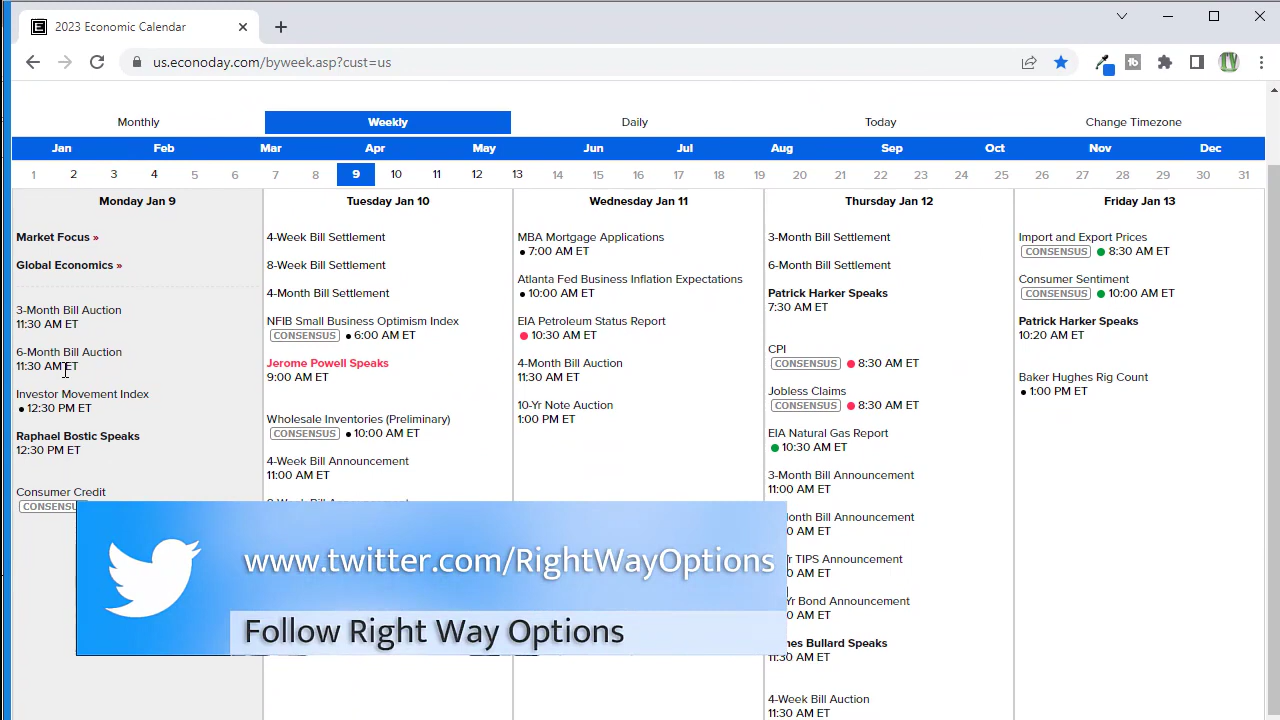 2023 Economic Calendar
us.econoday.com/byweek.asp?cust=us
Monthly Weekly Daily Today Change Timezone
Jan Feb Mar Apr May Jun Jul Aug Sep Oct Nov Dec
1 2 3 4 5 6 7 8 9 10 11 12 13 14 15 16 17 18 19 20 21 22 23 24 25 26 27 28 29 30 31
Monday Jan 9
Market Focus »
Global Economics »
3-Month Bill Auction
11:30 AM ET
6-Month Bill Auction
11:30 AM ET
Investor Movement Index
12:30 PM ET
Raphael Bostic Speaks
12:30 PM ET
Consumer Credit
Tuesday Jan 10
4-Week Bill Settlement
8-Week Bill Settlement
4-Month Bill Settlement
NFIB Small Business Optimism Index
CONSENSUS 6:00 AM ET
Jerome Powell Speaks
9:00 AM ET
Wholesale Inventories (Preliminary)
CONSENSUS 10:00 AM ET
4-Week Bill Announcement
11:00 AM ET
Wednesday Jan 11
MBA Mortgage Applications
7:00 AM ET
Atlanta Fed Business Inflation Expectations
10:00 AM ET
EIA Petroleum Status Report
10:30 AM ET
4-Month Bill Auction
11:30 AM ET
10-Yr Note Auction
1:00 PM ET
Thursday Jan 12
3-Month Bill Settlement
6-Month Bill Settlement
Patrick Harker Speaks
7:30 AM ET
CPI
CONSENSUS 8:30 AM ET
Jobless Claims
CONSENSUS 8:30 AM ET
EIA Natural Gas Report
10:30 AM ET
3-Month Bill Announcement
11:00 AM ET
Bill Announcement
AM ET
TIPS Announcement
AM ET
Bond Announcement
AM ET
Bullard Speaks
11:30 AM ET
4-Week Bill Auction
11:30 AM ET
Friday Jan 13
Import and Export Prices
CONSENSUS 8:30 AM ET
Consumer Sentiment
CONSENSUS 10:00 AM ET
Patrick Harker Speaks
10:20 AM ET
Baker Hughes Rig Count
1:00 PM ET
www.twitter.com/RightWayOptions
Follow Right Way Options